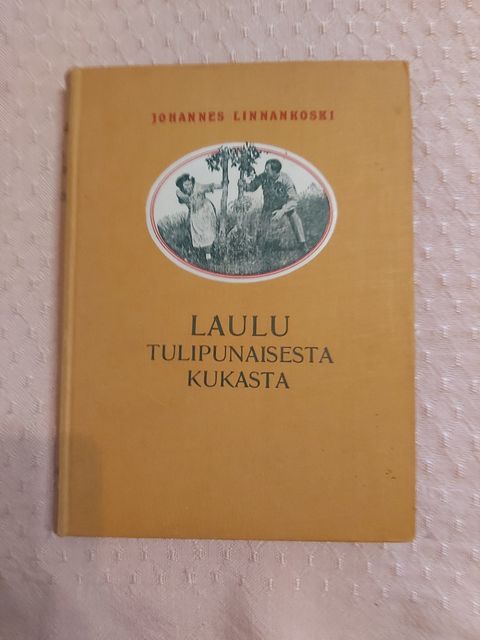 JOHANNES LINNANKOSKI
LAULU
TULIPUNAISESTA
KUKASTA